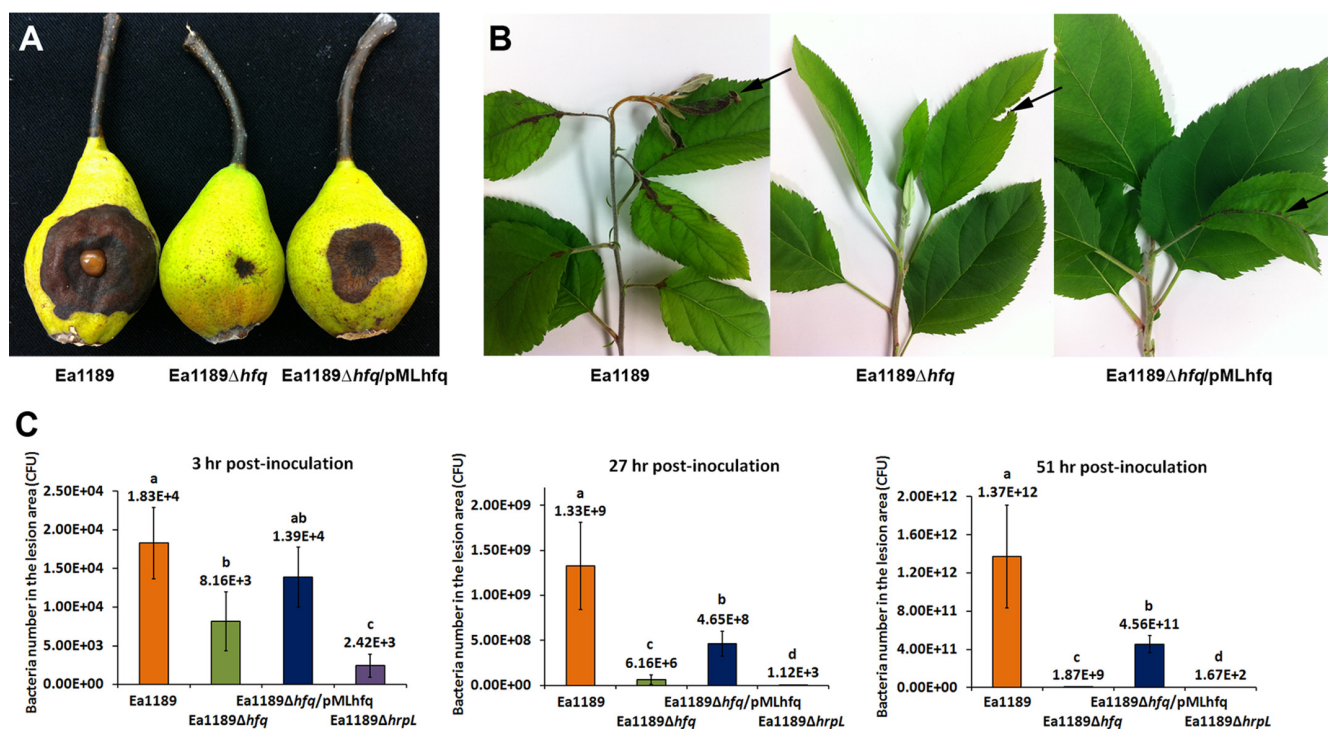 A
B
Ea1189 Ea1189Δhfq Ea1189Δhfq/pMLhfq
Ea1189 Ea1189Δhfq Ea1189Δhfq/pMLhfq
C
3 hr post-inoculation
Bacteria number in the lesion area (CFU)
2.50E+04
2.00E+04
1.50E+04
1.00E+04
5.00E+03
0.00E+00
a
1.83E+4
b
8.16E+3
ab
1.39E+4
c
2.42E+3
Ea1189 Ea1189Δhfq/pMLhfq
Ea1189Δhfq Ea1189ΔhrpL
27 hr post-inoculation
Bacteria number in the lesion area (CFU)
2.00E+09
1.50E+09
1.00E+09
5.00E+08
0.00E+00
a
1.33E+9
c
6.16E+6
b
4.65E+8
d
1.12E+3
Ea1189 Ea1189Δhfq/pMLhfq
Ea1189Δhfq Ea1189ΔhrpL
51 hr post-inoculation
Bacteria number in the lesion area (CFU)
2.00E+12
1.60E+12
1.20E+12
8.00E+11
4.00E+11
0.00E+00
a
1.37E+12
c
1.87E+9
b
4.56E+11
d
1.67E+2
Ea1189 Ea1189Δhfq/pMLhfq
Ea1189Δhfq Ea1189ΔhrpL